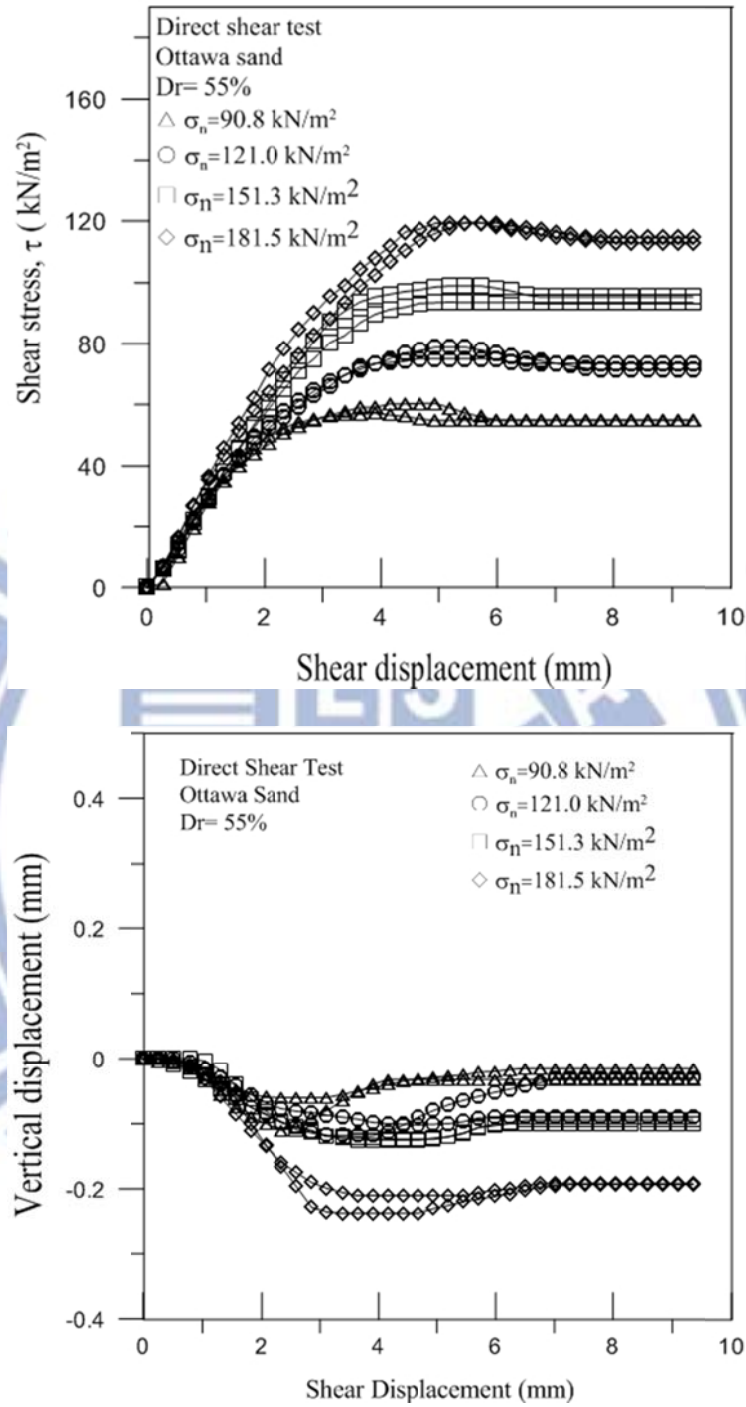 Direct shear test
Ottawa sand
Dr= 55%
△ σn=90.8 kN/m²
○ σn=121.0 kN/m²
□ σn=151.3 kN/m²
◇ σn=181.5 kN/m²
Shear stress, τ ( kN/m²)
160
120
80
40
0
0 2 4 6 8 10
Shear displacement (mm)
Direct Shear Test
Ottawa Sand
Dr= 55%
△ σn=90.8 kN/m²
○ σn=121.0 kN/m²
□ σn=151.3 kN/m²
◇ σn=181.5 kN/m²
Vertical displacement (mm)
0.4
0.2
0
-0.2
-0.4
0 2 4 6 8 10
Shear Displacement (mm)